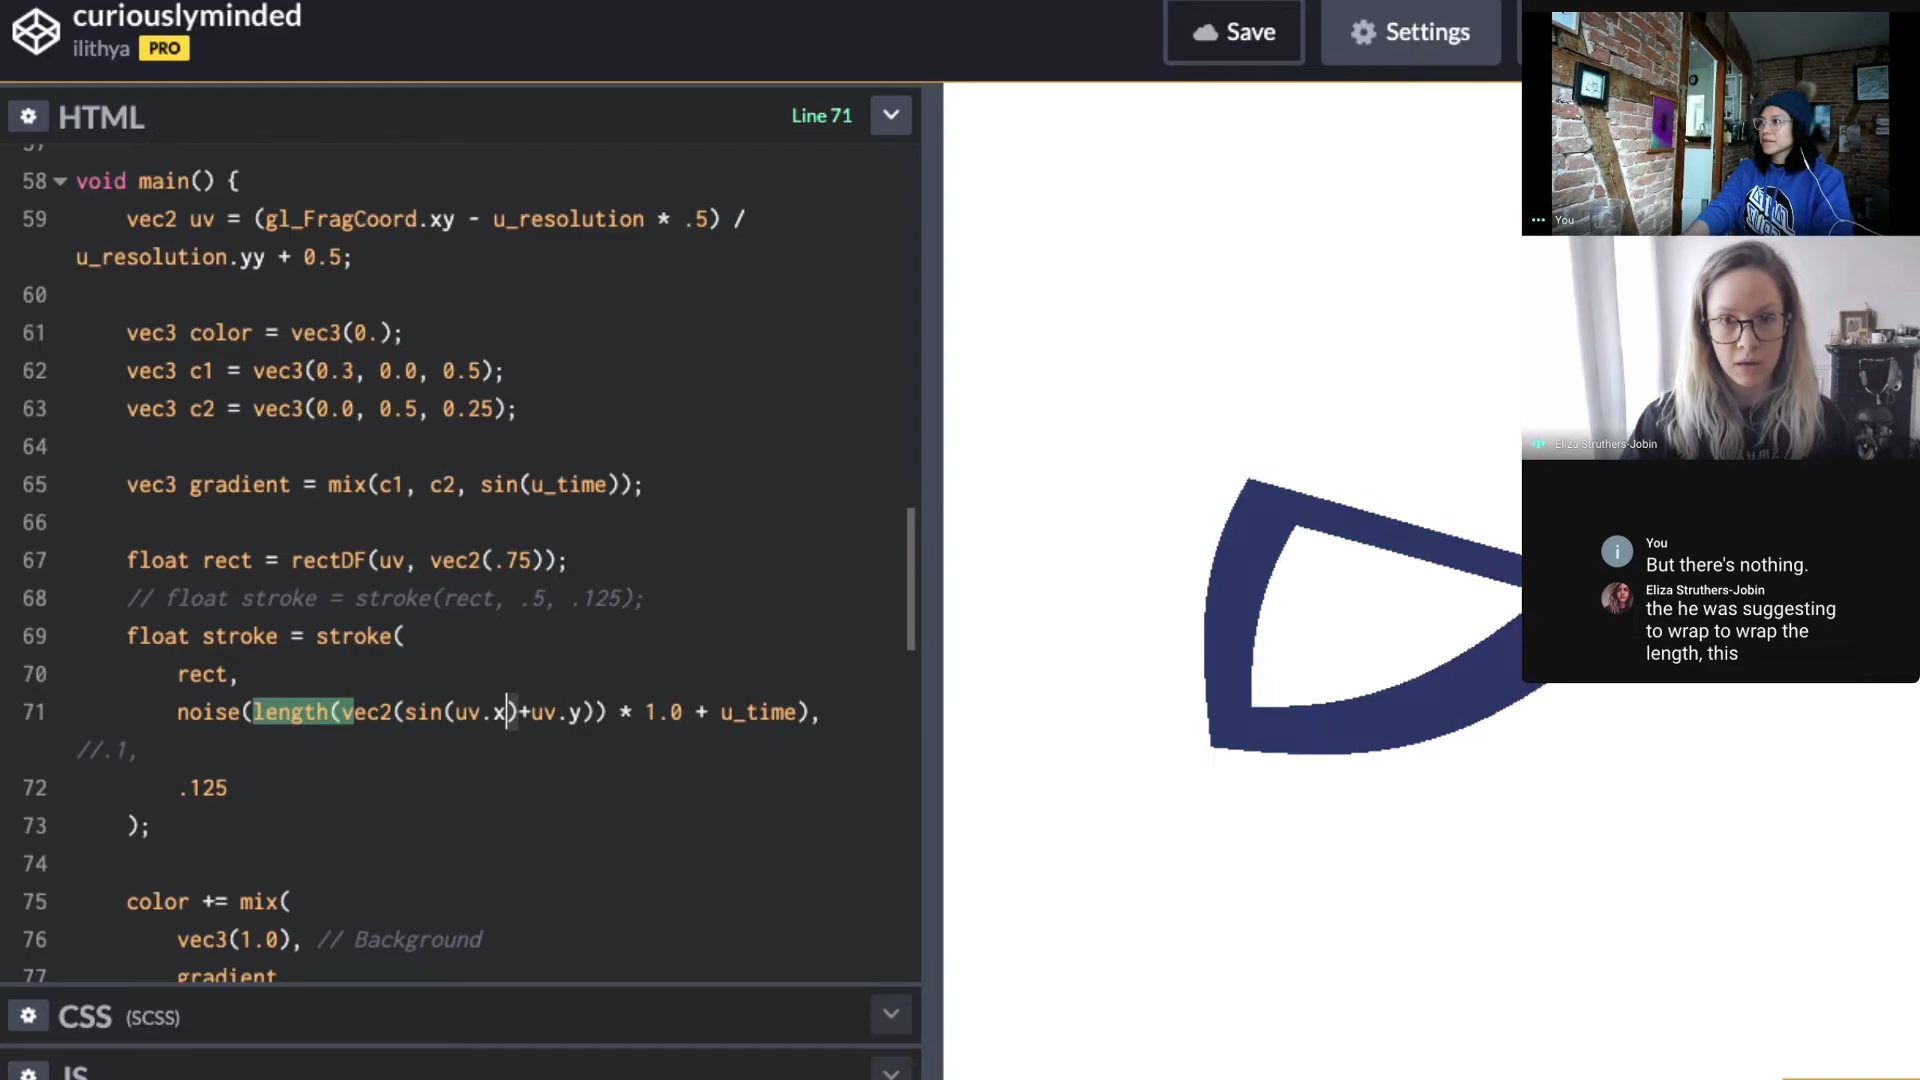 curiouslyminded
ilithya PRO
Save
Settings
HTML
Line 71
57
58 void main() {
59 vec2 uv = (gl_FragCoord.xy - u_resolution * .5) /
u_resolution.yy + 0.5;
60
61 vec3 color = vec3(0.);
62 vec3 c1 = vec3(0.3, 0.0, 0.5);
63 vec3 c2 = vec3(0.0, 0.5, 0.25);
64
65 vec3 gradient = mix(c1, c2, sin(u_time));
66
67 float rect = rectDF(uv, vec2(.75));
68 // float stroke = stroke(rect, .5, .125);
69 float stroke = stroke(
70 rect,
71 noise(length(vec2(sin(uv.x)+uv.y)) * 1.0 + u_time),
//.1,
72 .125
73 );
74
75 color += mix(
76 vec3(1.0), // Background
77 gradient
CSS (SCSS)
JS
You
Eliza Struthers-Jobin
i
You
But there's nothing.
Eliza Struthers-Jobin
the he was suggesting
to wrap to wrap the
length, this